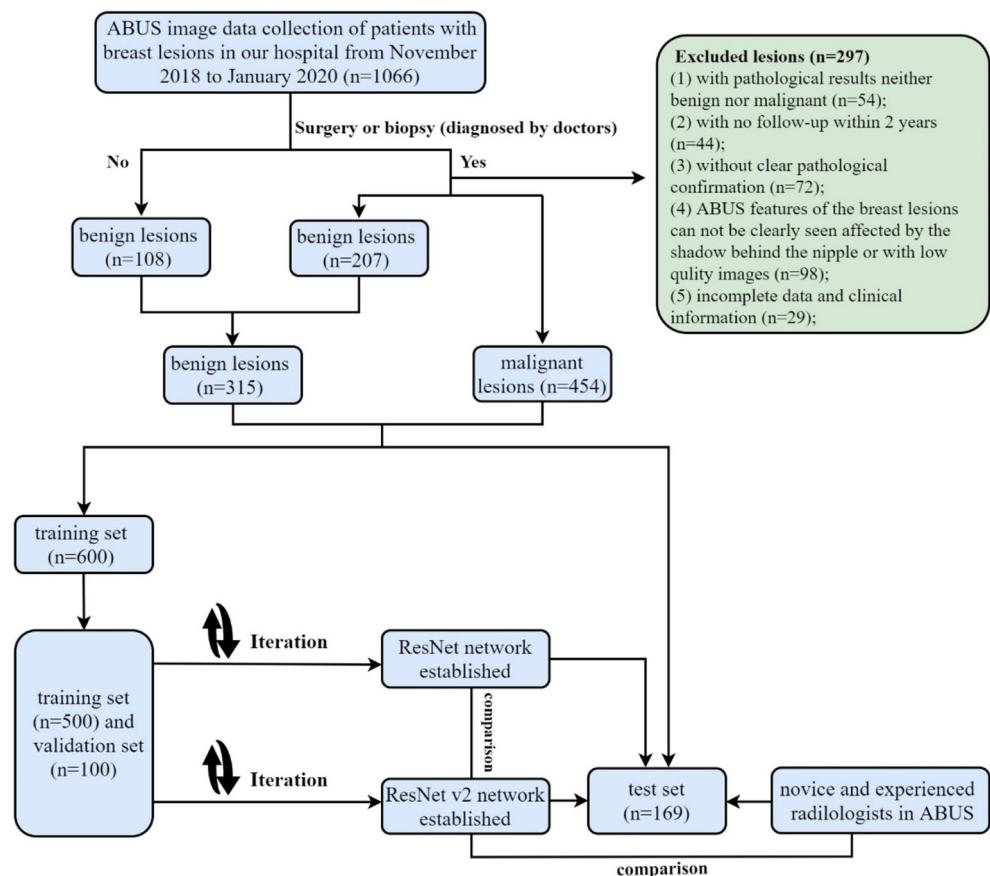 ABUS image data collection of patients with
breast lesions in our hospital from November
2018 to January 2020 (n=1066)
Excluded lesions (n=297)
(1) with pathological results neither
benign nor malignant (n=54);
(2) with no follow-up within 2 years
(n=44);
(3) without clear pathological
confirmation (n=72);
(4) ABUS features of the breast lesions
can not be clearly seen affected by the
shadow behind the nipple or with low
qulity images (n=98);
(5) incomplete data and clinical
information (n=29);
Surgery or biopsy (diagnosed by doctors)
No
Yes
benign lesions
(n=108)
benign lesions
(n=207)
benign lesions
(n=315)
malignant
lesions (n=454)
training set
(n=600)
training set
(n=500) and
validation set
(n=100)
Iteration
Iteration
ResNet network
established
comparison
ResNet v2 network
established
test set
(n=169)
novice and experienced
radilologists in ABUS
comparison